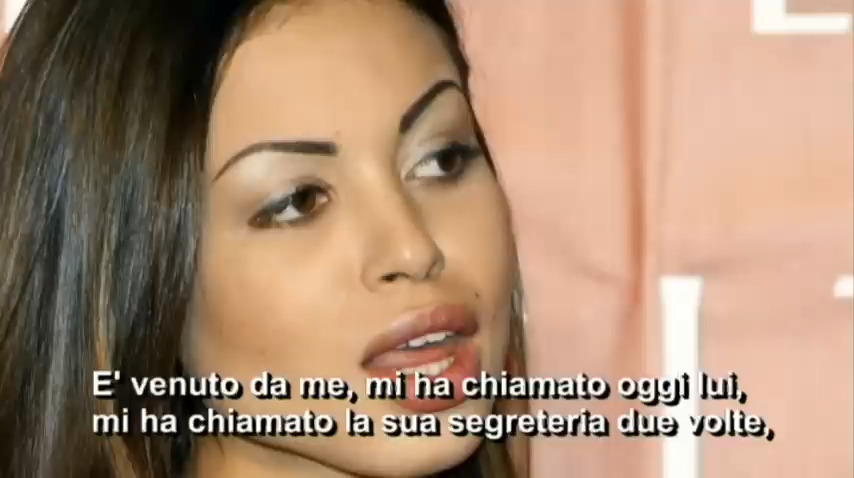 E' venuto da me, mi ha chiamato oggi lui,
mi ha chiamato la sua segreteria due volte,